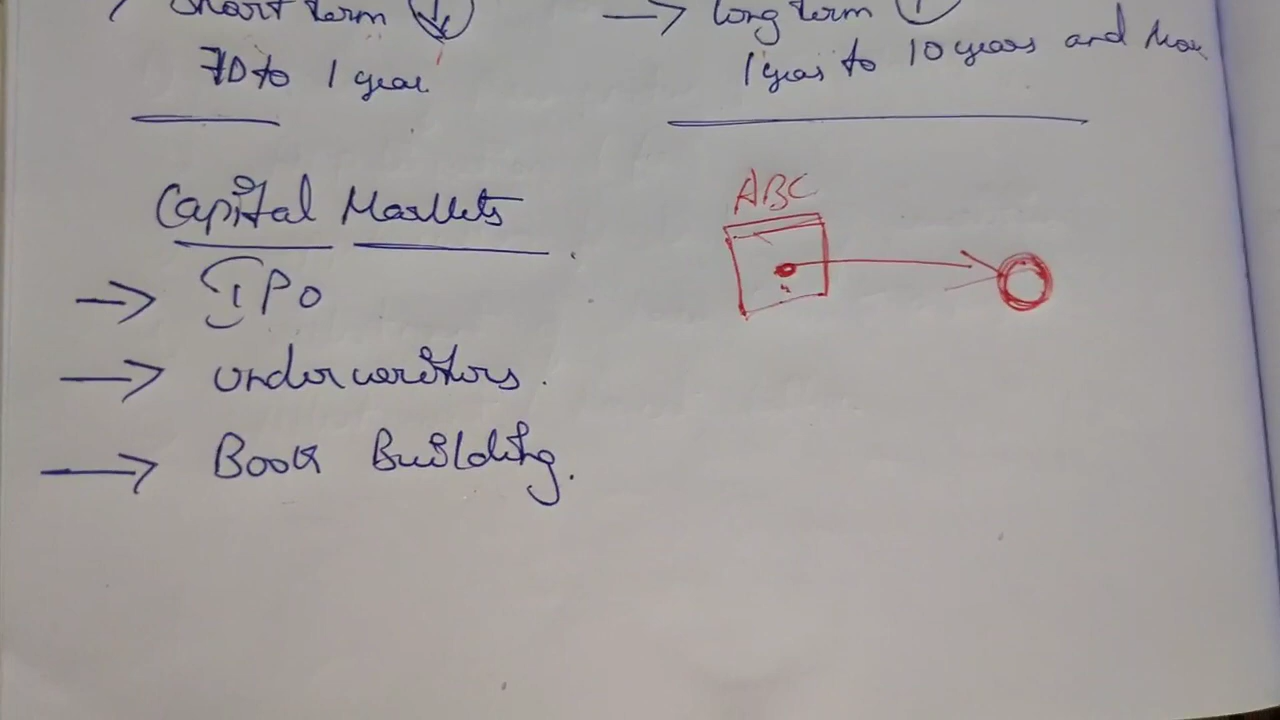 short term
7D to 1 year
→ long term
1 year to 10 years and More
Capital Markets.
→ IPO
→ underwriters.
→ Book Building.
ABC